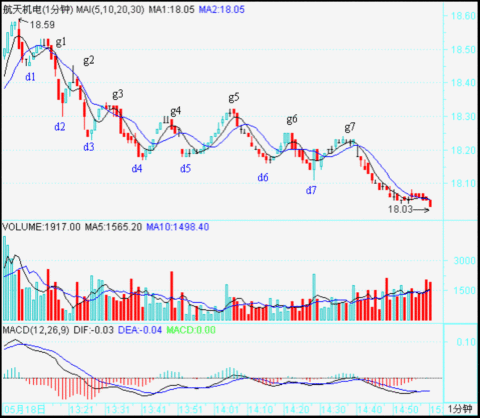 航天机电(1分钟) MAI(5,10,20,30) MA1:18.05 MA2:18.05
18.60
18.59
g1
18.50
g2
d1
18.40
g3
g4
g5
18.30
d2
g6
g7
d3
18.20
d4
d5
d6
d7
18.10
18.03
VOLUME:1917.00 MA5:1565.20 MA10:1498.40
3000
1500
MACD(12,26,9) DIF:-0.03 DEA:-0.04 MACD:0.00
0.10
05月18日 13:21 13:31 13:41 13:51 14:10 14:20 14:30 14:40 14:50 15 1分钟